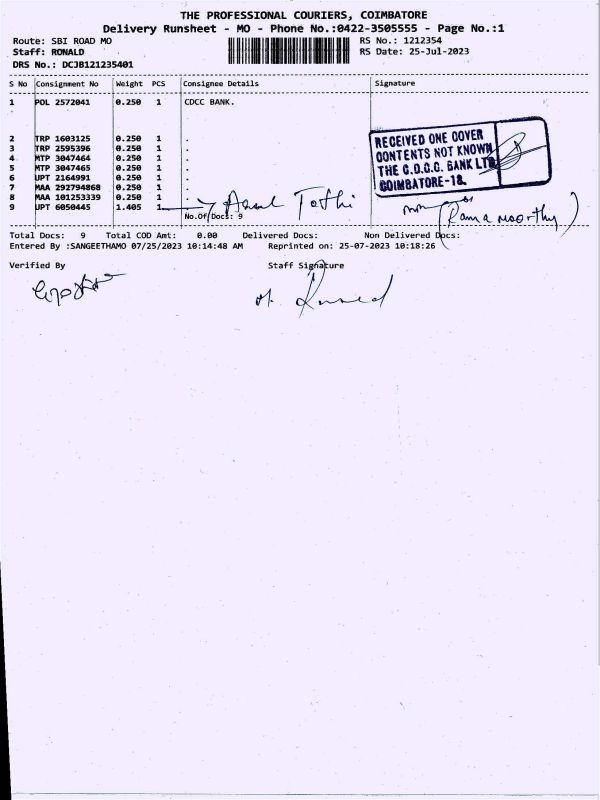 THE PROFESSIONAL COURIERS, COIMBATORE
Delivery Runsheet - MO - Phone No.:0422-3505555 - Page No.:1
Route: SBI ROAD MO RS No.: 1212354
Staff: RONALD RS Date: 25-Jul-2023
DRS No.: DCJB121235401
S No Consignment No Weight PCS Consignee Details Signature
1 POL 2572041 0.250 1 CDCC BANK.
2 TRP 1603125 0.250 1 .
3 TRP 2595396 0.250 1 .
4 MTP 3047464 0.250 1 .
5 MTP 3047465 0.250 1 .
6 UPT 2164991 0.250 1 .
7 MAA 292794868 0.250 1 .
8 MAA 101253339 0.250 1 .
9 UPT 6050445 1.405 1
RECEIVED ONE COVER
CONTENTS NOT KNOWN
THE C.D.C.C. BANK LTD
COIMBATORE-18.
(Ramamoorthy)
No.Of Docs: 9
Total Docs: 9 Total COD Amt: 0.00 Delivered Docs: Non Delivered Docs:
Entered By :SANGEETHAMO 07/25/2023 10:14:48 AM Reprinted on: 25-07-2023 10:18:26
Verified By Staff Signature